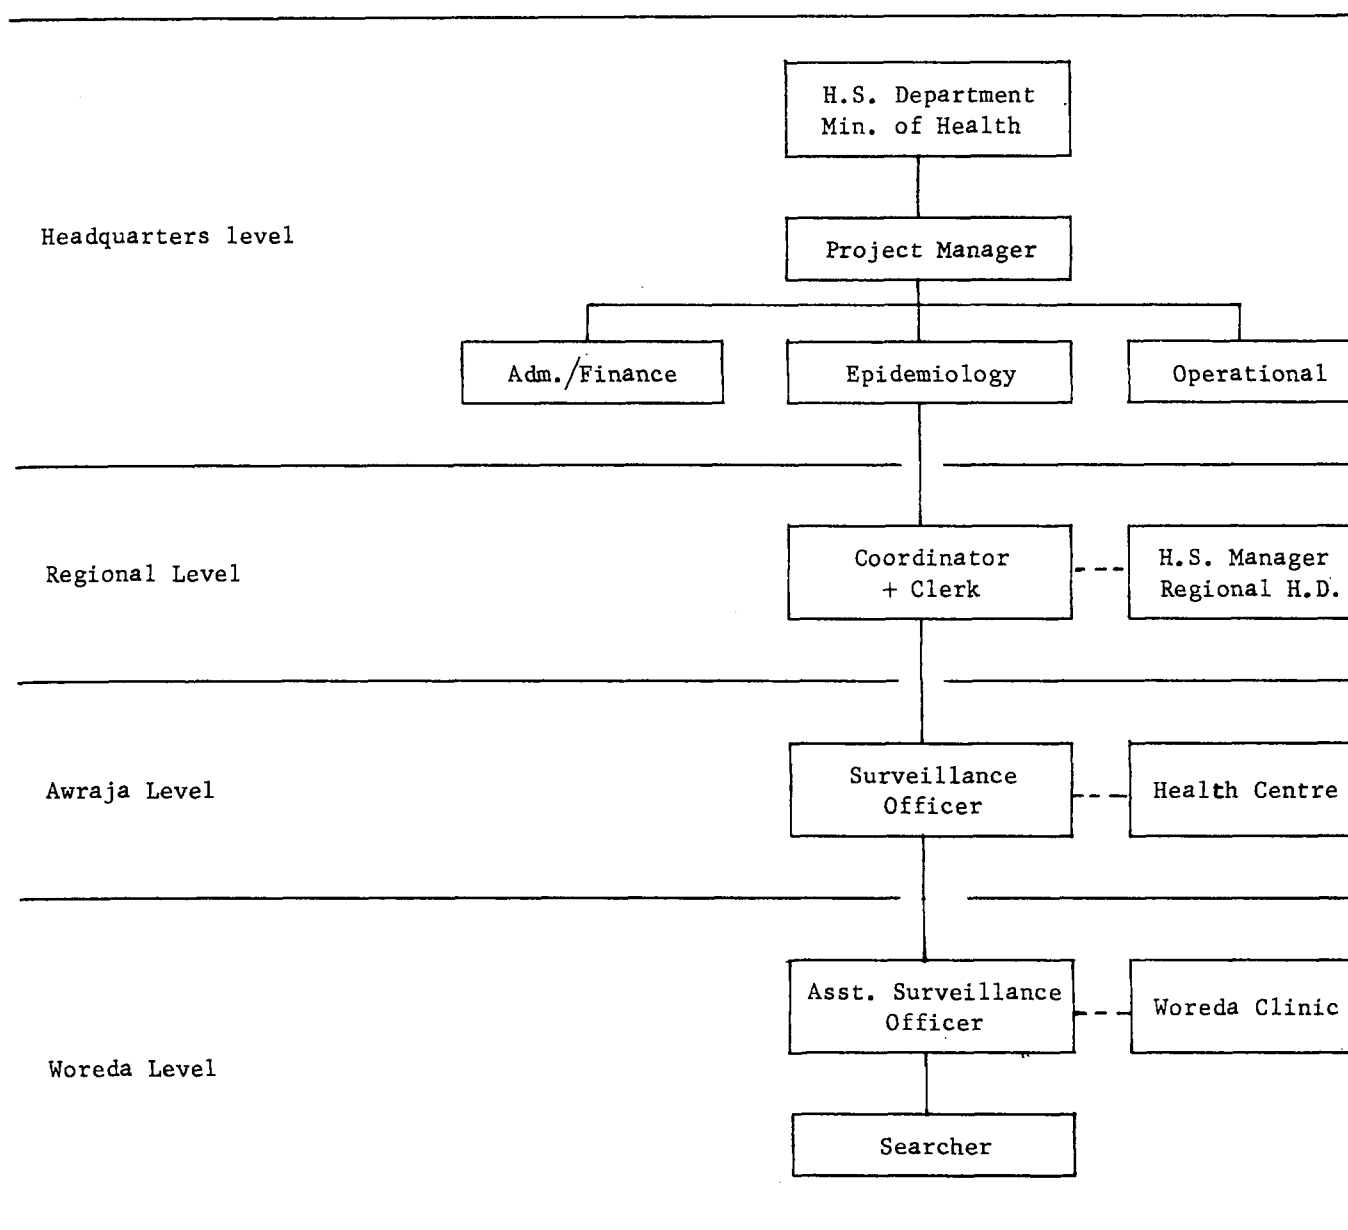 H.S. Department
Min. of Health
Headquarters level
Project Manager
Adm./Finance
Epidemiology
Operational
Regional Level
Coordinator
+ Clerk
H.S. Manager
Regional H.D.
Awraja Level
Surveillance
Officer
Health Centre
Asst. Surveillance
Officer
Woreda Clinic
Woreda Level
Searcher